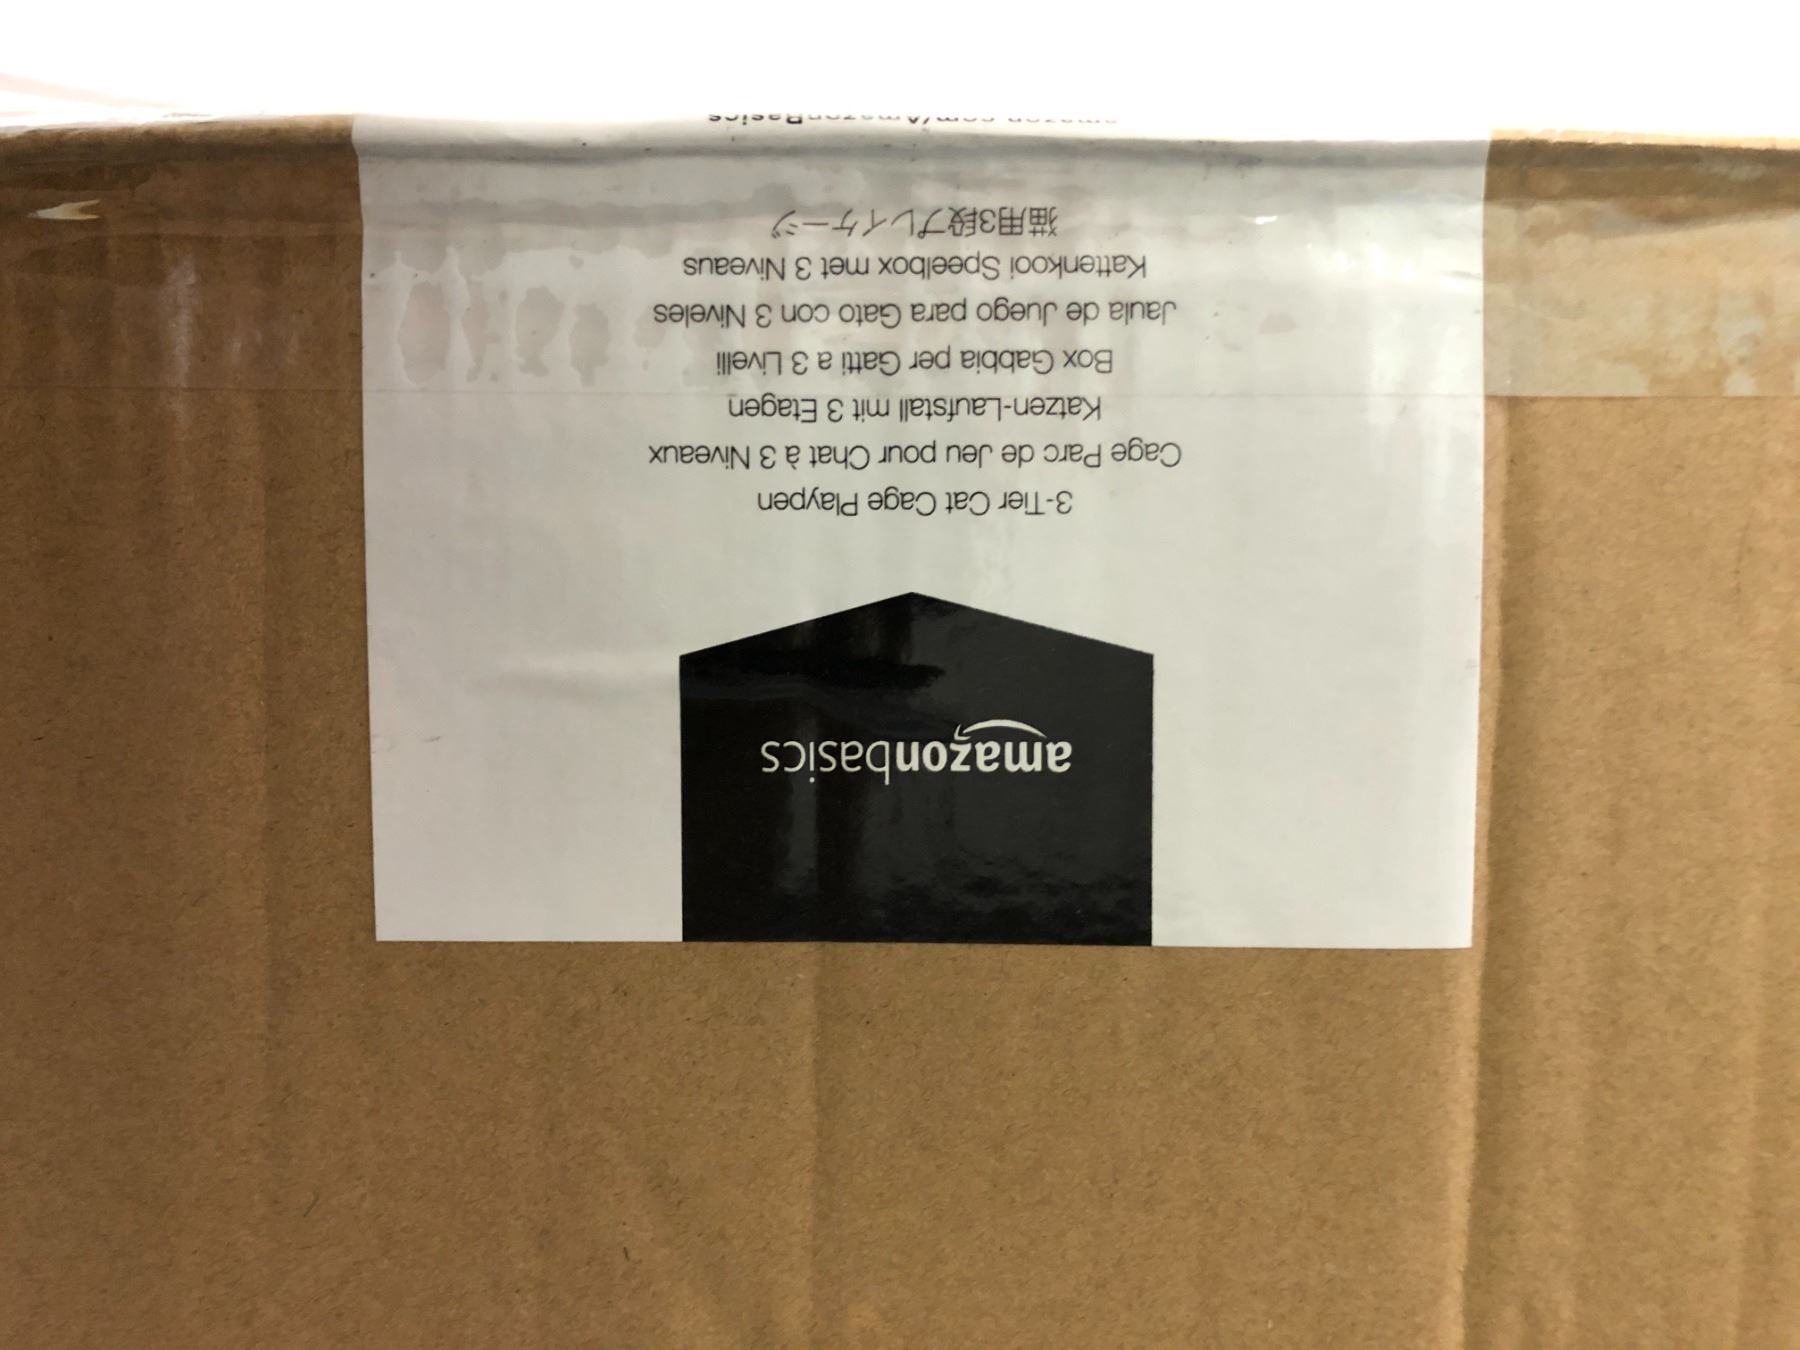 amazonbasics
3-Tier Cat Cage Playpen
Cage Parc de Jeu pour Chat à 3 Niveaux
Katzen-Laufstall mit 3 Etagen
Box Gabbia per Gatti a 3 Livelli
Jaula de Juego para Gato con 3 Niveles
Kattenkooi Speelbox met 3 Niveaus
猫用3段プレイケージ
amazon.com/AmazonBasics